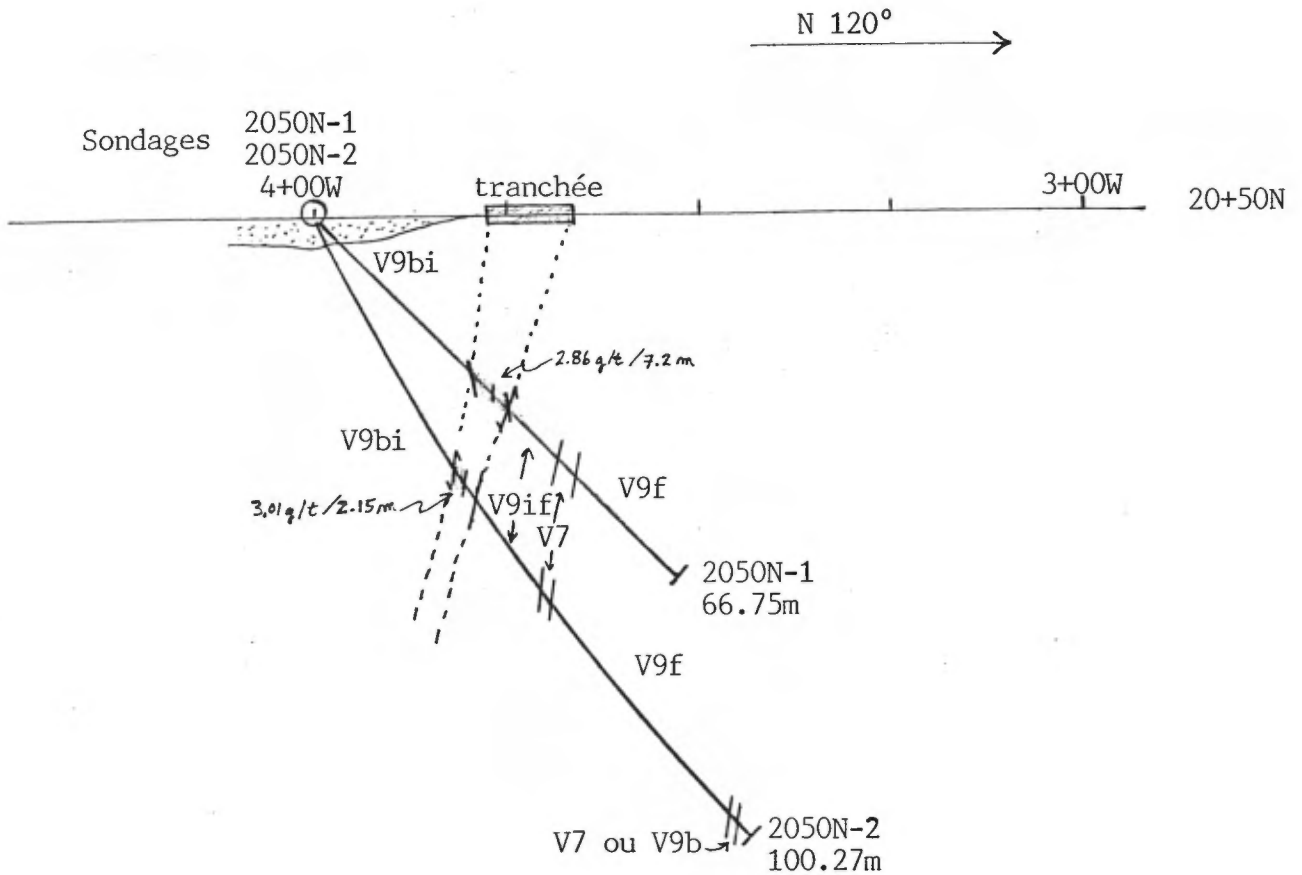 N 120°
Sondages
2050N-1
2050N-2
4+00W
tranchée
3+00W
20+50N
V9bi
2.86 g/t / 7.2 m
V9bi
V9f
3.01 g/t / 2.15 m
V9if
V7
2050N-1
66.75m
V9f
V7 ou V9b
2050N-2
100.27m